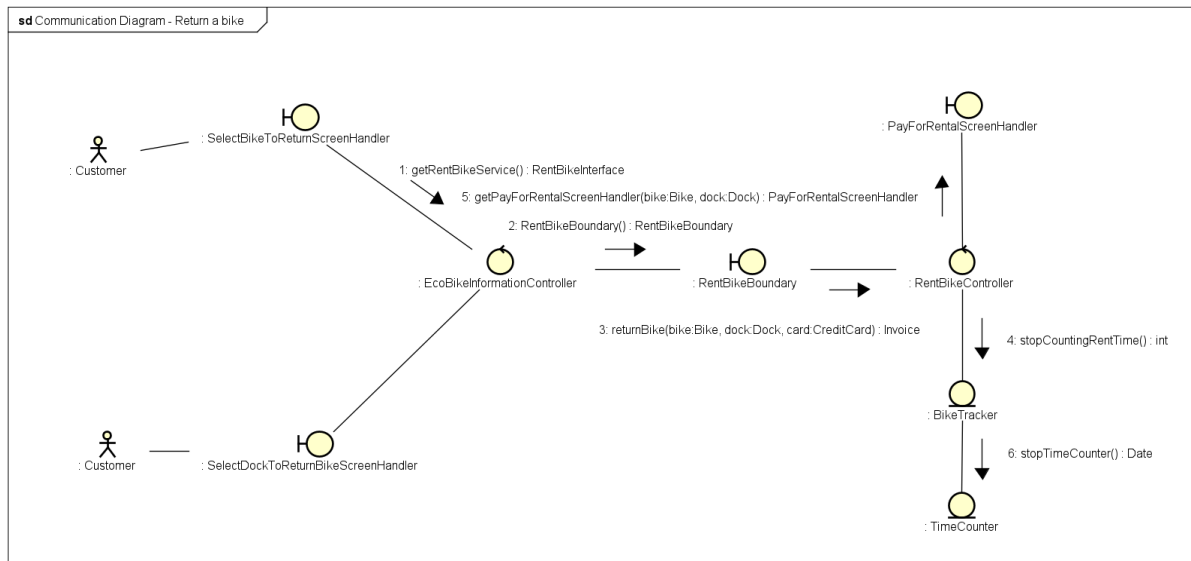 sd Communication Diagram - Return a bike
: PayForRentalScreenHandler
: SelectBikeToReturnScreenHandler
: Customer
1: getRentBikeService() : RentBikeInterface
5: getPayForRentalScreenHandler(bike:Bike, dock:Dock) : PayForRentalScreenHandler
2: RentBikeBoundary() : RentBikeBoundary
: EcoBikeInformationController
: RentBikeBoundary
: RentBikeController
3: returnBike(bike:Bike, dock:Dock, card:CreditCard) : Invoice
4: stopCountingRentTime() : int
: BikeTracker
6: stopTimeCounter() : Date
: Customer
: SelectDockToReturnBikeScreenHandler
: TimeCounter